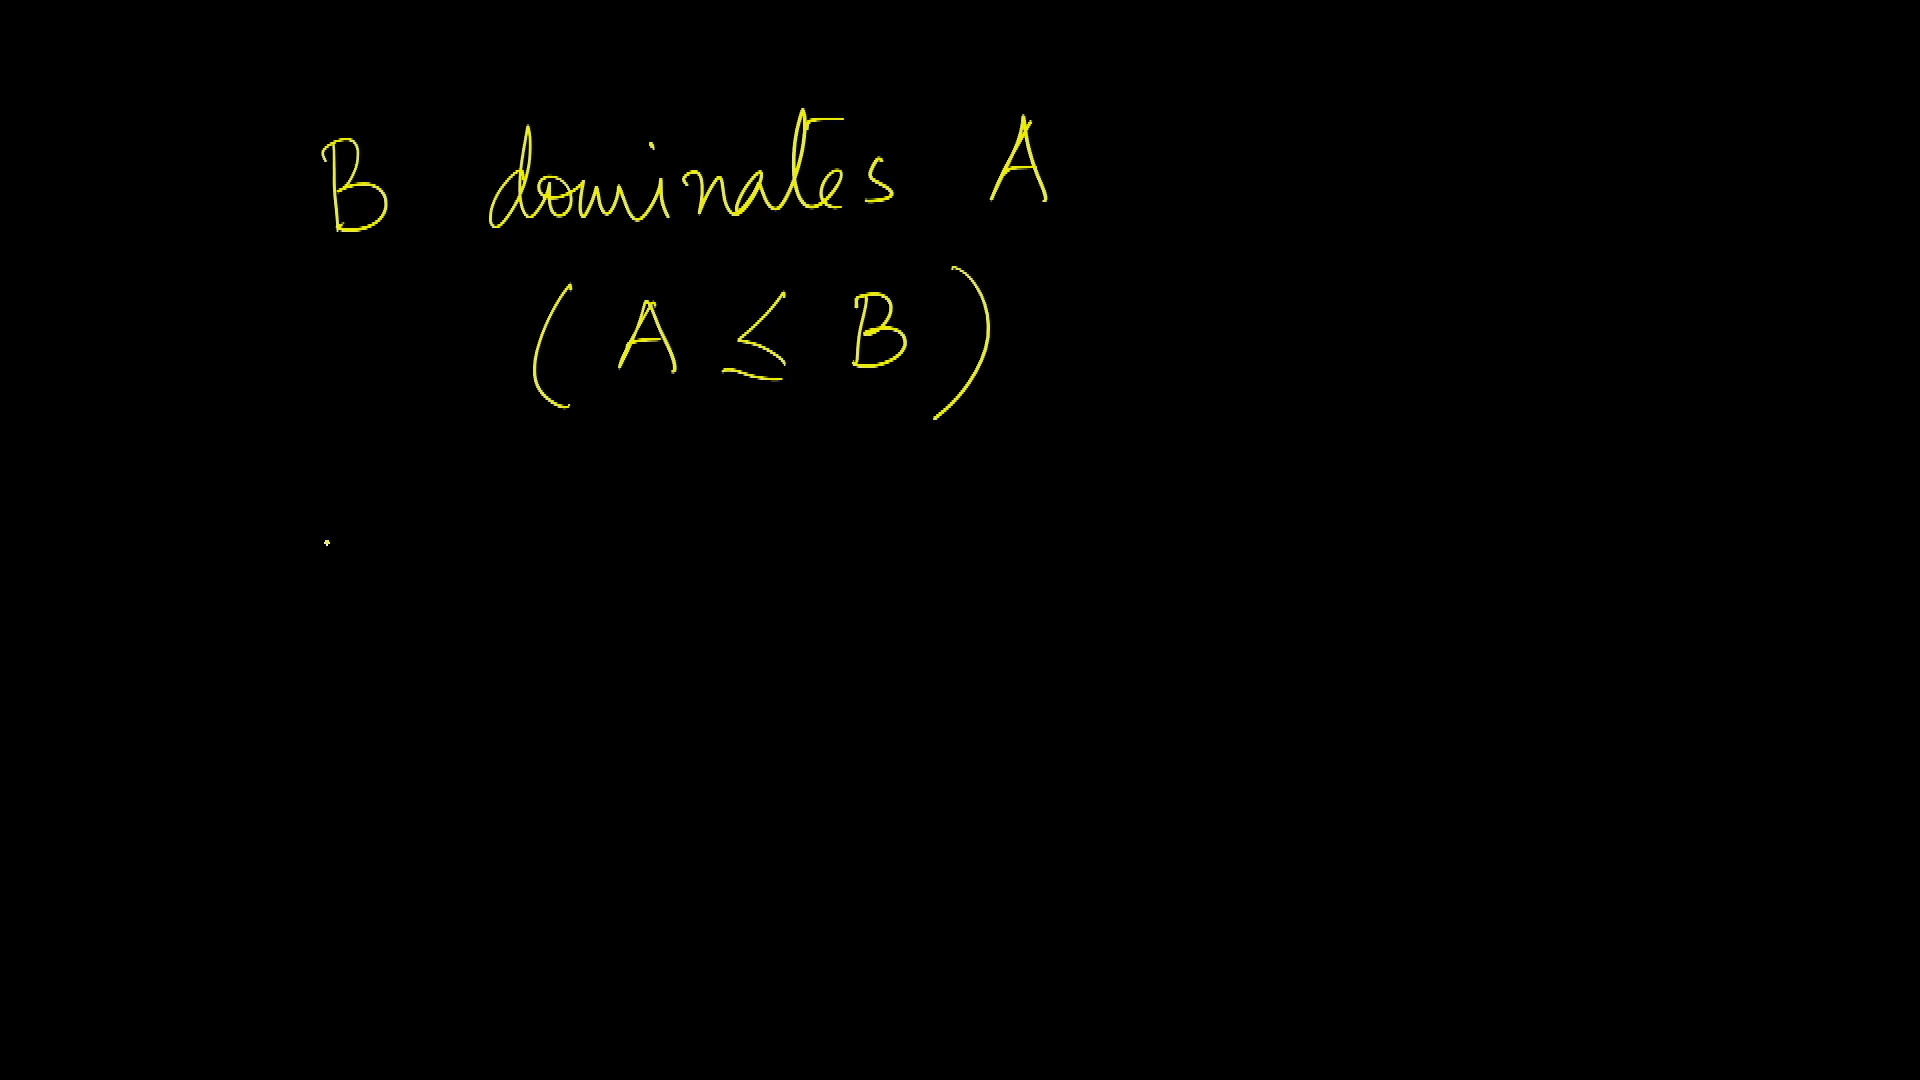 B dominates A
( A ≤ B )